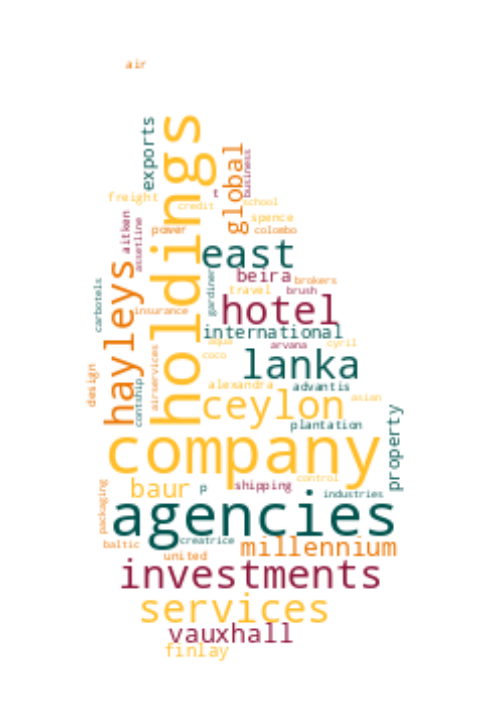 air
exports
holdings
global
business
freight
t
school
credit
spence
aitken
assetline
power
colombo
east
hayleys
gardiner
beira
brokers
carbotels
travel
brush
hotel
insurance
international
aqua
arvana
cyril
airservices
coco
lanka
design
contship
alexandra
advantis
ceylon
asian
property
plantation
company
control
packaging
baur
p
shipping
industries
agencies
baltic
creatrice
millennium
united
investments
services
vauxhall
finlay